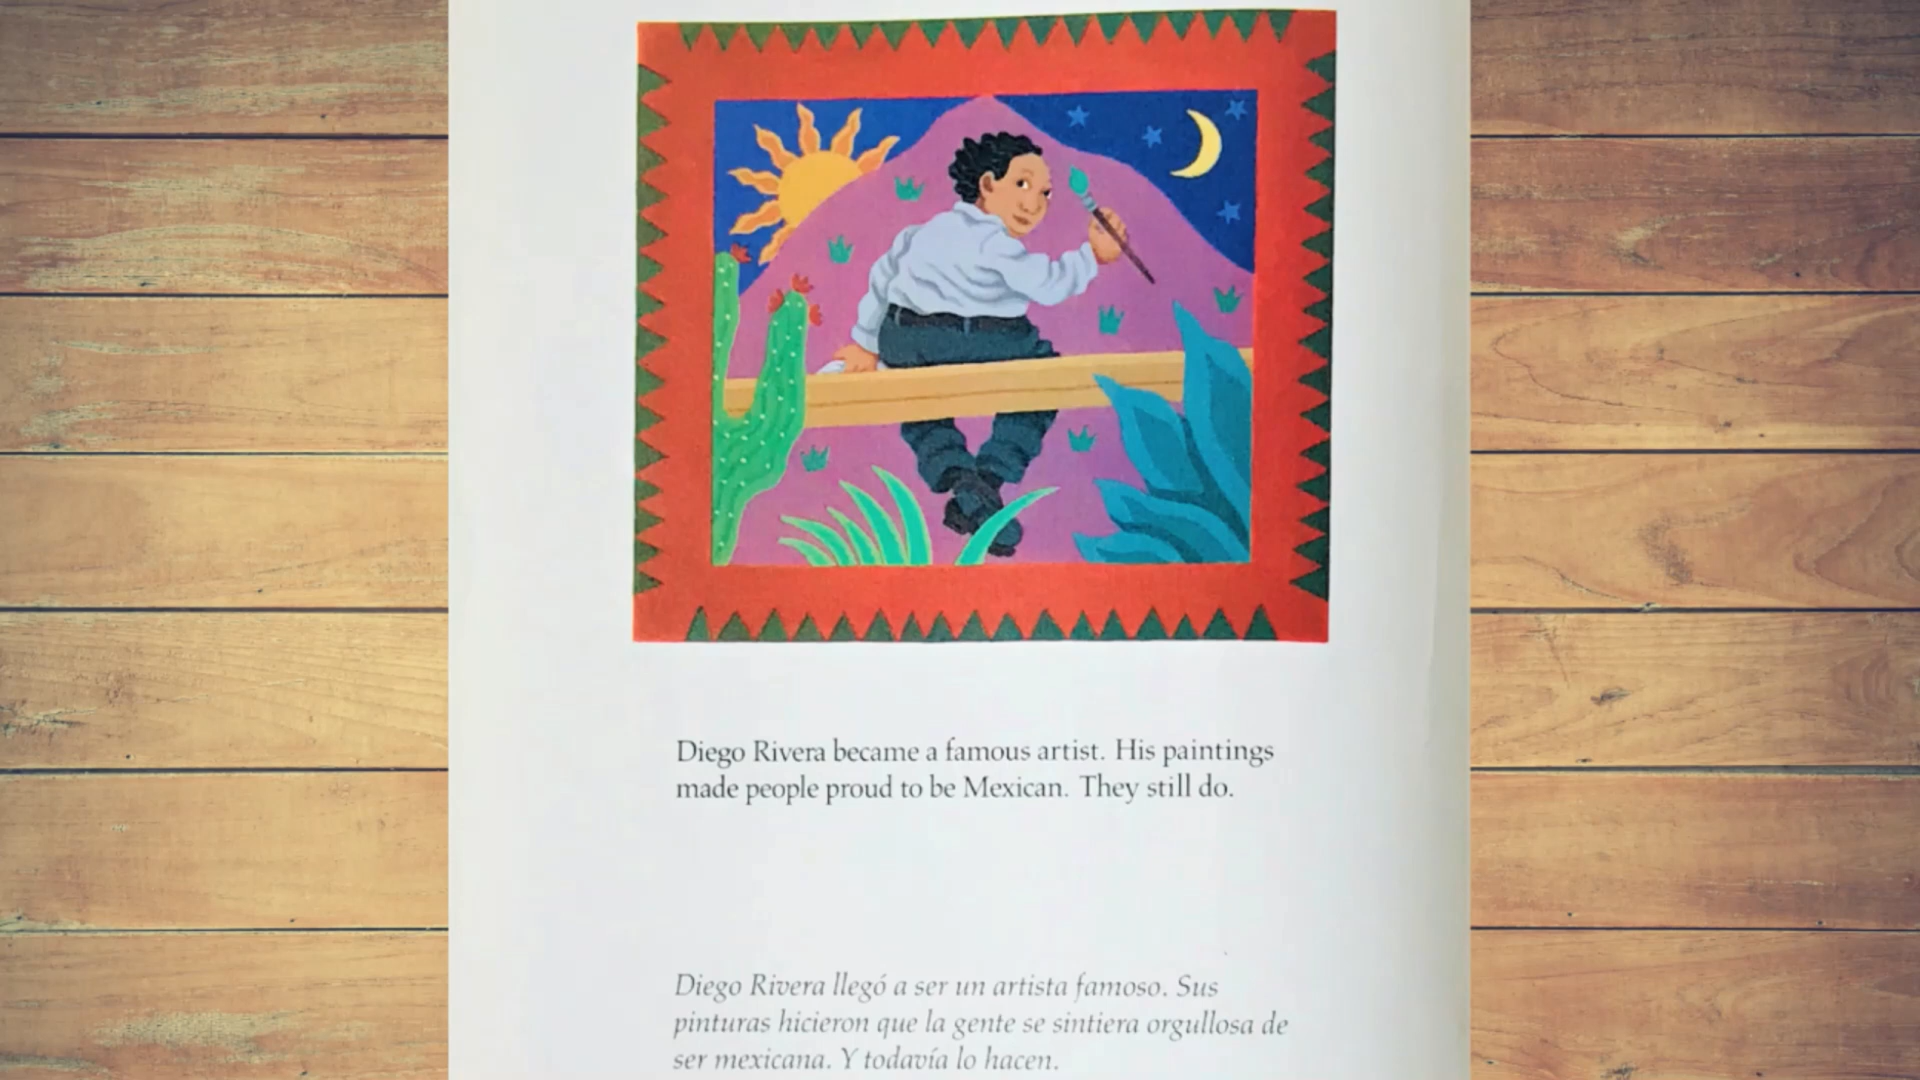 Diego Rivera became a famous artist. His paintings
made people proud to be Mexican. They still do.
Diego Rivera llegó a ser un artista famoso. Sus
pinturas hicieron que la gente se sintiera orgullosa de
ser mexicana. Y todavía lo hacen.